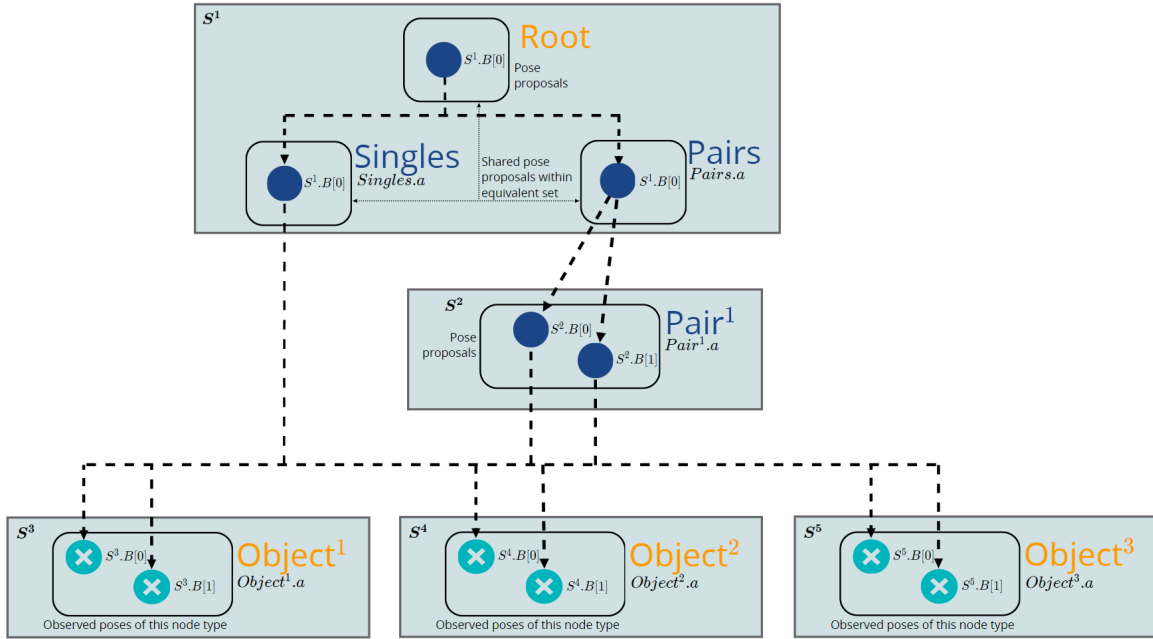 S¹
Root
S¹.B[0]
Pose
proposals
Singles
Singles.a
S¹.B[0]
Shared pose
proposals within
equivalent set
Pairs
Pairs.a
S¹.B[0]
S²
Pair¹
Pair¹.a
S².B[0]
Pose
proposals
S².B[1]
S³
Object¹
S³.B[0]
Object¹.a
S³.B[1]
Observed poses of this node type
S⁴
Object²
S⁴.B[0]
Object².a
S⁴.B[1]
Observed poses of this node type
S⁵
Object³
S⁵.B[0]
Object³.a
S⁵.B[1]
Observed poses of this node type